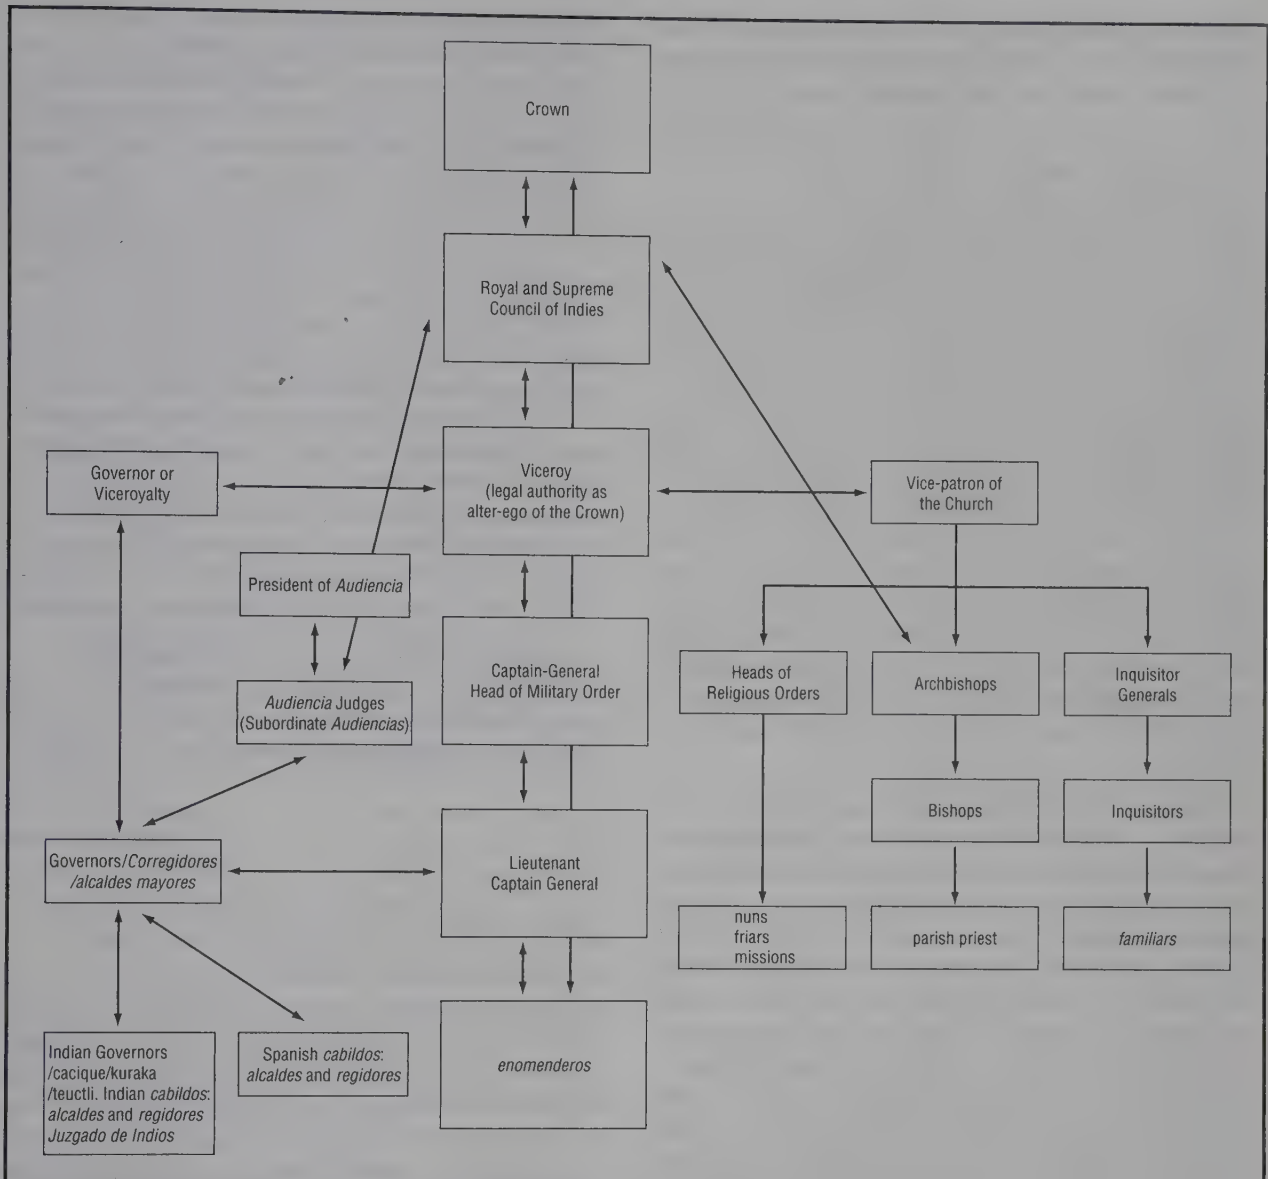 Crown
Royal and Supreme
Council of Indies
Governor or
Viceroyalty
Viceroy
(legal authority as
alter-ego of the Crown)
Vice-patron of
the Church
President of Audiencia
Audiencia Judges
(Subordinate Audiencias)
Captain-General
Head of Military Order
Heads of
Religious Orders
Archbishops
Inquisitor
Generals
Bishops
Inquisitors
Governors/Corregidores
/alcaldes mayores
Lieutenant
Captain General
nuns
friars
missions
parish priest
familiars
Indian Governors
/cacique/kuraka
/teuctli. Indian cabildos:
alcaldes and regidores
Juzgado de Indios
Spanish cabildos:
alcaldes and regidores
enomenderos